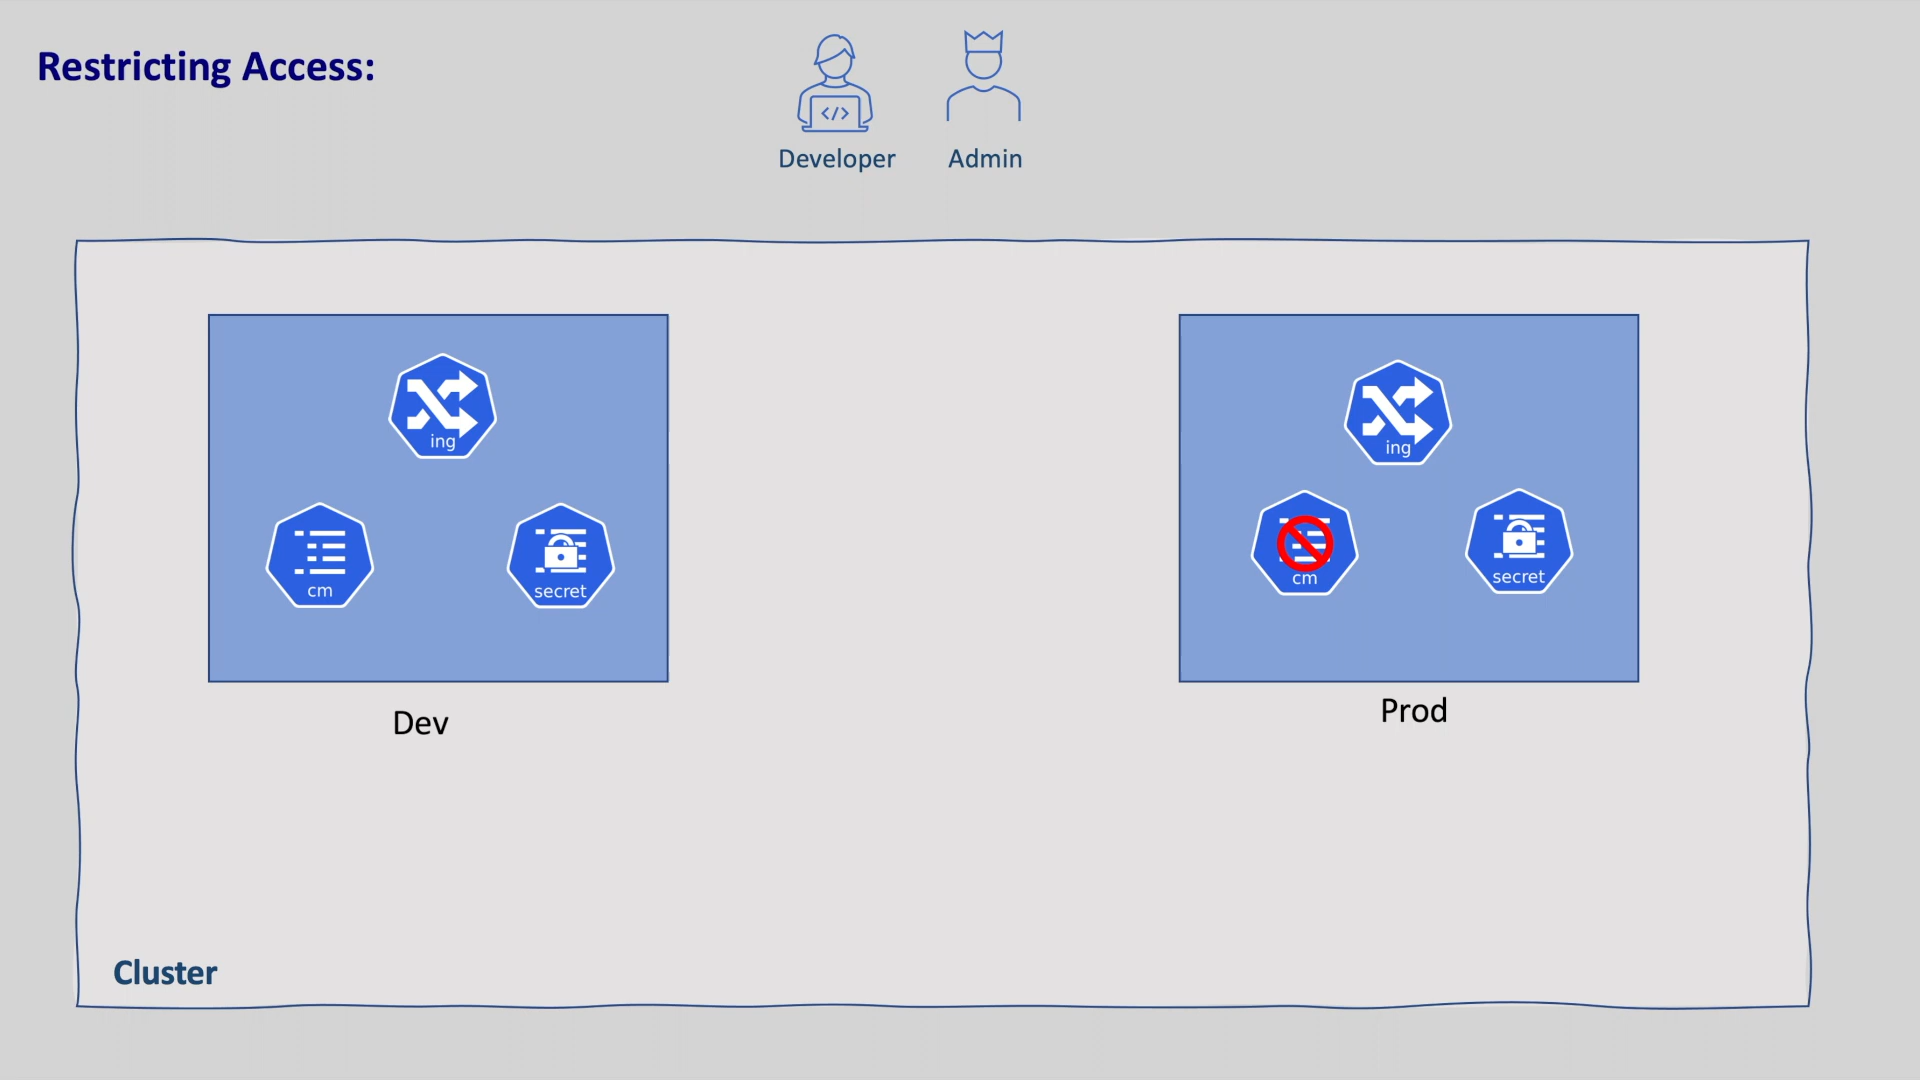 Restricting Access:
</>
Developer
Admin
ing
cm
secret
Dev
ing
cm
secret
Prod
Cluster